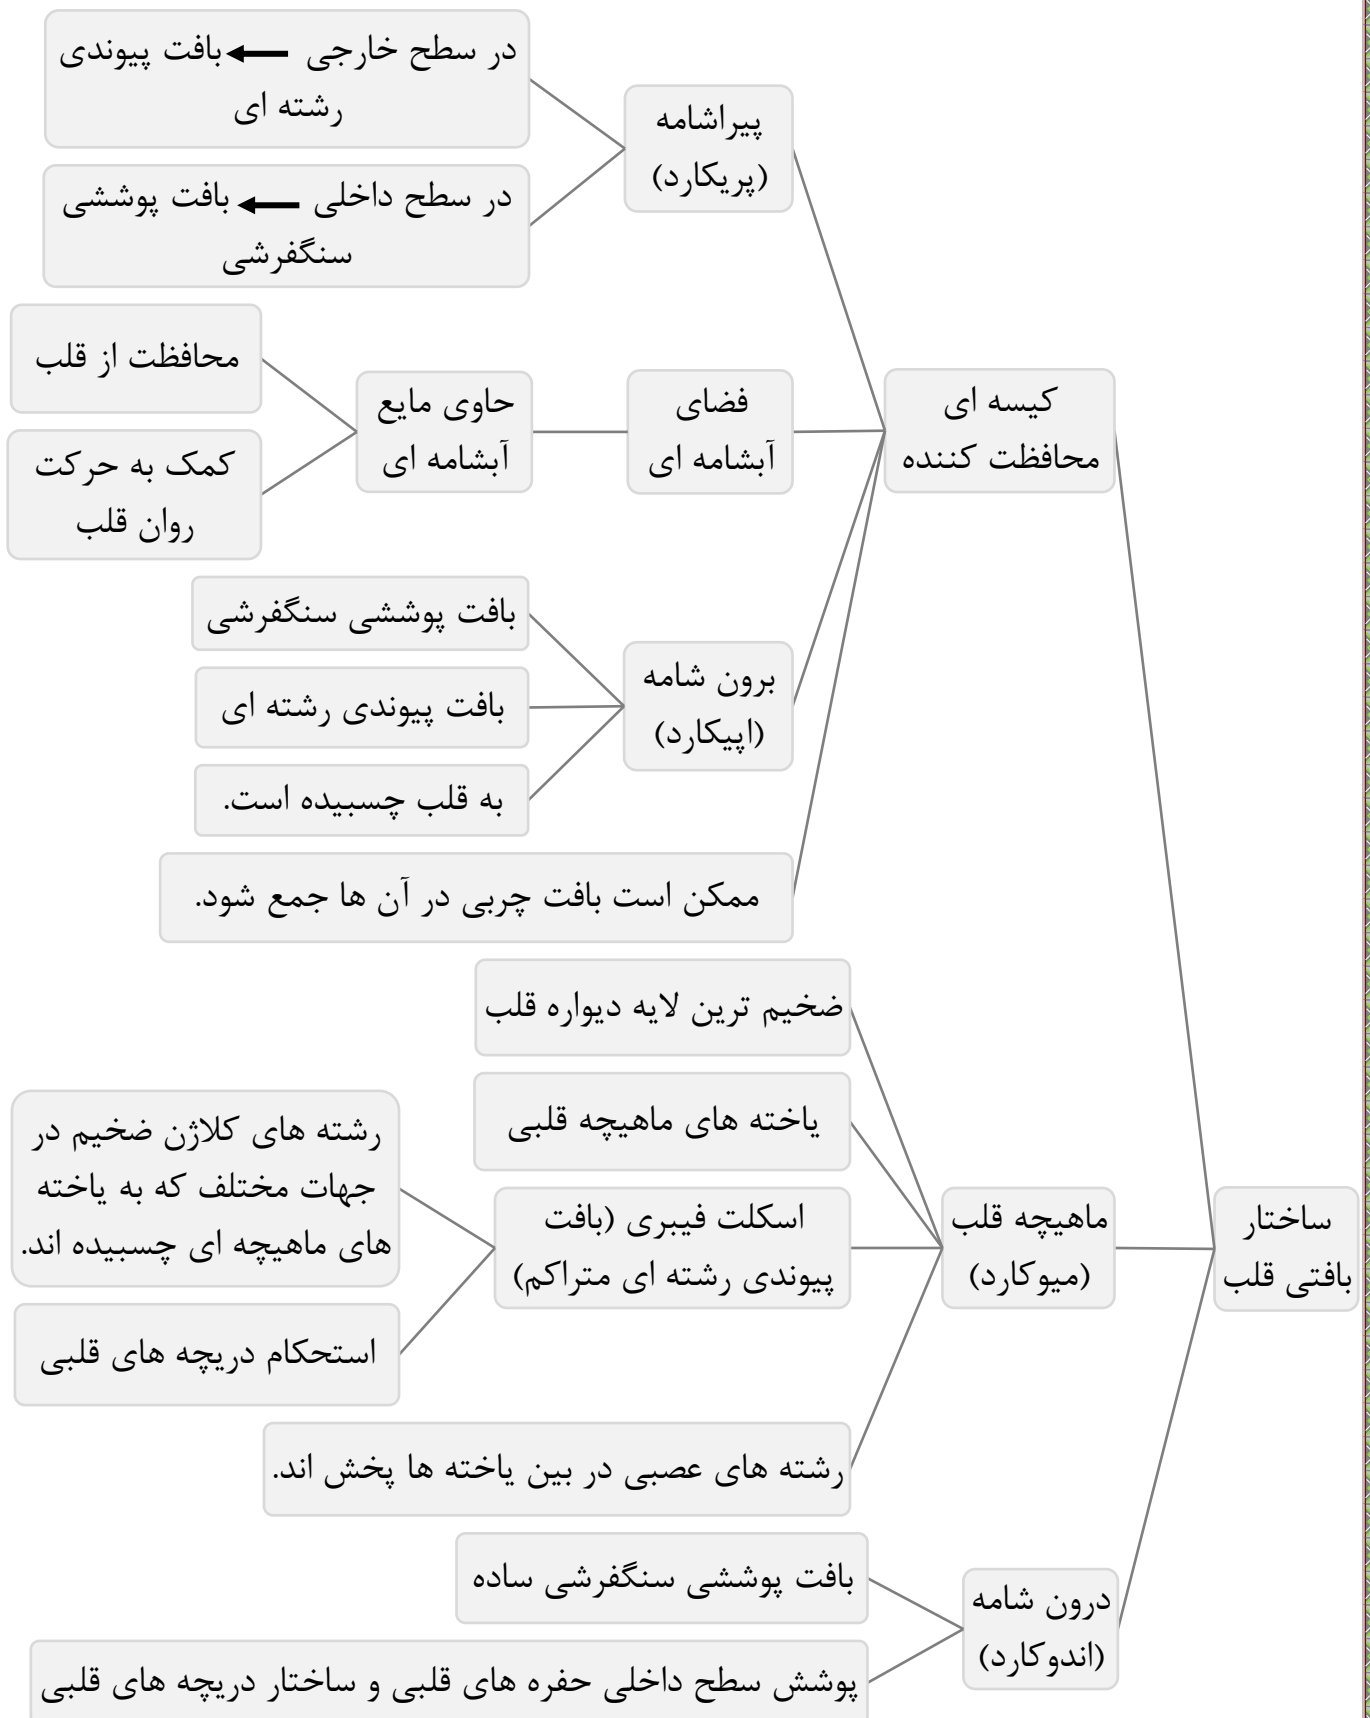 ساختار
بافتی قلب
کیسه ای
محافظت کننده
پیراشامه
(پریکارد)
در سطح خارجی ← بافت پیوندی
رشته ای
در سطح داخلی ← بافت پوششی
سنگفرشی
فضای
آبشامه ای
حاوی مایع
آبشامه ای
محافظت از قلب
کمک به حرکت
روان قلب
برون شامه
(اپیکارد)
بافت پوششی سنگفرشی
بافت پیوندی رشته ای
به قلب چسبیده است.
ممکن است بافت چربی در آن ها جمع شود.
ماهیچه قلب
(میوکارد)
ضخیم ترین لایه دیواره قلب
یاخته های ماهیچه قلبی
اسکلت فیبری (بافت
پیوندی رشته ای متراکم)
رشته های کلاژن ضخیم در
جهات مختلف که به یاخته
های ماهیچه ای چسبیده اند.
استحکام دریچه های قلبی
رشته های عصبی در بین یاخته ها پخش اند.
درون شامه
(اندوکارد)
بافت پوششی سنگفرشی ساده
پوشش سطح داخلی حفره های قلبی و ساختار دریچه های قلبی